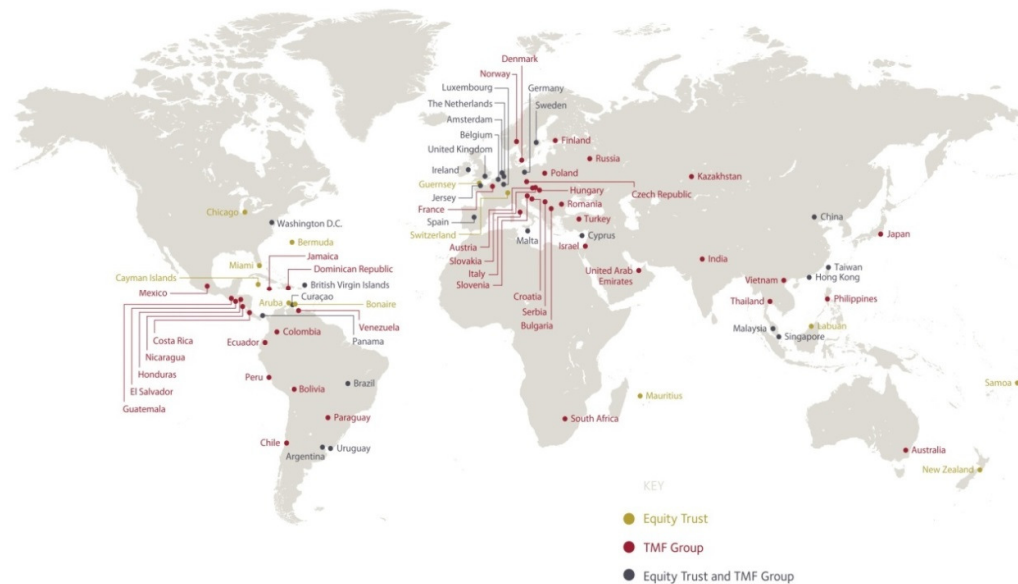 Denmark
Norway
Luxembourg
Germany
The Netherlands
Sweden
Amsterdam
Belgium
United Kingdom
Finland
Ireland
Russia
Poland
Kazakhstan
Guernsey
Hungary
Czech Republic
Jersey
Romania
France
Chicago
Spain
Turkey
China
Washington D.C.
Switzerland
Malta
Cyprus
Japan
Bermuda
Austria
Israel
Jamaica
Slovakia
India
Taiwan
Miami
Dominican Republic
Italy
United Arab
Emirates
Hong Kong
Cayman Islands
British Virgin Islands
Slovenia
Vietnam
Mexico
Curaçao
Croatia
Thailand
Philippines
Aruba
Bonaire
Serbia
Venezuela
Bulgaria
Malaysia
Labuan
Costa Rica
Colombia
Panama
Singapore
Ecuador
Nicaragua
Honduras
Peru
Brazil
El Salvador
Bolivia
Samoa
Guatemala
Mauritius
Paraguay
South Africa
Chile
Uruguay
Australia
Argentina
New Zealand
KEY
Equity Trust
TMF Group
Equity Trust and TMF Group